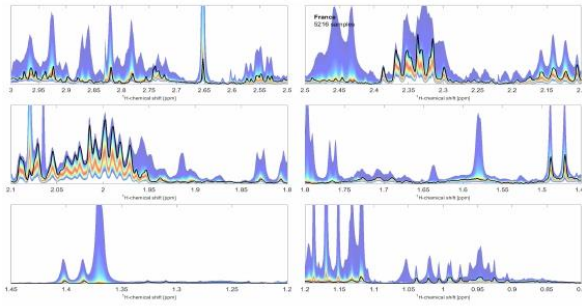 France
5216 samples
3 2.95 2.9 2.85 2.8 2.75 2.7 2.65 2.6 2.55 2.5
¹H-chemical shift [ppm]
2.5 2.45 2.4 2.35 2.3 2.25 2.2 2.15
¹H-chemical shift [ppm]
2.1 2.05 2 1.95 1.9 1.85 1.8
¹H-chemical shift [ppm]
1.8 1.75 1.7 1.65 1.6 1.55 1.5
¹H-chemical shift [ppm]
1.45 1.4 1.35 1.3 1.25 1.2
¹H-chemical shift [ppm]
1.2 1.15 1.1 1.05 1 0.95 0.9 0.85
¹H-chemical shift [ppm]